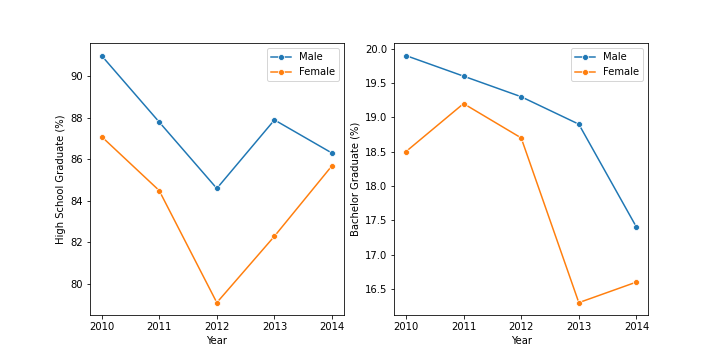 High School Graduate (%)
90
88
86
84
82
80
Male
Female
2010 2011 2012 2013 2014
Year
Bachelor Graduate (%)
20.0
19.5
19.0
18.5
18.0
17.5
17.0
16.5
Male
Female
2010 2011 2012 2013 2014
Year